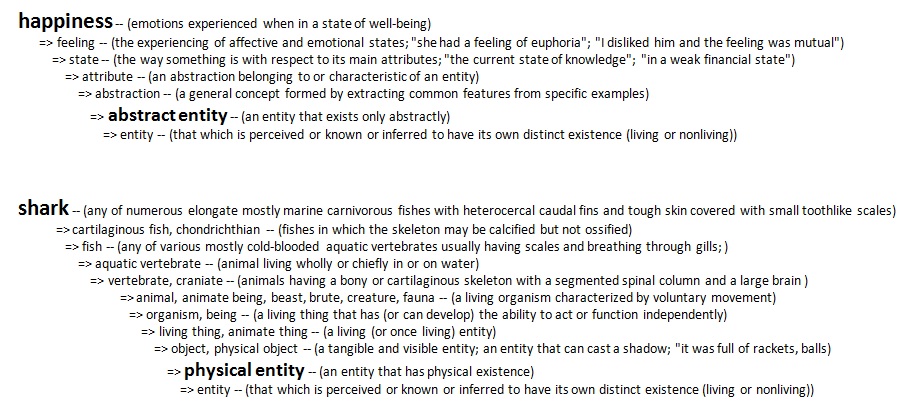 happiness -- (emotions experienced when in a state of well-being)
=> feeling -- (the experiencing of affective and emotional states; "she had a feeling of euphoria"; "I disliked him and the feeling was mutual")
=> state -- (the way something is with respect to its main attributes; "the current state of knowledge"; "in a weak financial state")
=> attribute -- (an abstraction belonging to or characteristic of an entity)
=> abstraction -- (a general concept formed by extracting common features from specific examples)
=> abstract entity -- (an entity that exists only abstractly)
=> entity -- (that which is perceived or known or inferred to have its own distinct existence (living or nonliving))
shark -- (any of numerous elongate mostly marine carnivorous fishes with heterocercal caudal fins and tough skin covered with small toothlike scales)
=> cartilaginous fish, chondrichthian -- (fishes in which the skeleton may be calcified but not ossified)
=> fish -- (any of various mostly cold-blooded aquatic vertebrates usually having scales and breathing through gills;)
=> aquatic vertebrate -- (animal living wholly or chiefly in or on water)
=> vertebrate, craniate -- (animals having a bony or cartilaginous skeleton with a segmented spinal column and a large brain )
=> animal, animate being, beast, brute, creature, fauna -- (a living organism characterized by voluntary movement)
=> organism, being -- (a living thing that has (or can develop) the ability to act or function independently)
=> living thing, animate thing -- (a living (or once living) entity)
=> object, physical object -- (a tangible and visible entity; an entity that can cast a shadow; "it was full of rackets, balls)
=> physical entity -- (an entity that has physical existence)
=> entity -- (that which is perceived or known or inferred to have its own distinct existence (living or nonliving))